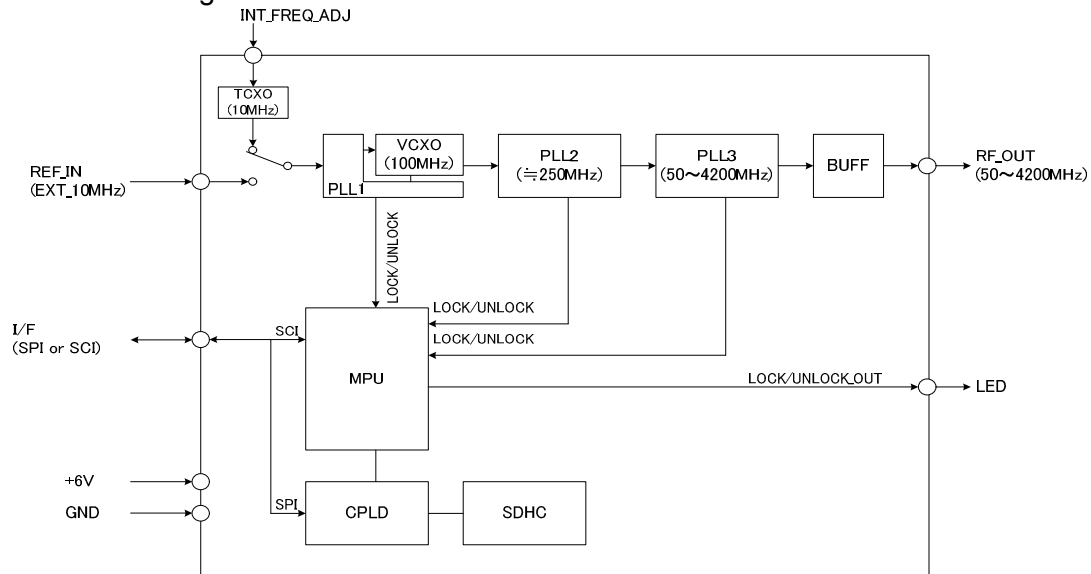 INT_FREQ_ADJ
TCXO
(10MHz)
REF_IN
(EXT_10MHz)
PLL1
VCXO
(100MHz)
PLL2
(≒250MHz)
PLL3
(50～4200MHz)
BUFF
RF_OUT
(50～4200MHz)
LOCK/UNLOCK
LOCK/UNLOCK
LOCK/UNLOCK
I/F
(SPI or SCI)
SCI
MPU
LOCK/UNLOCK_OUT
LED
+6V
GND
SPI
CPLD
SDHC